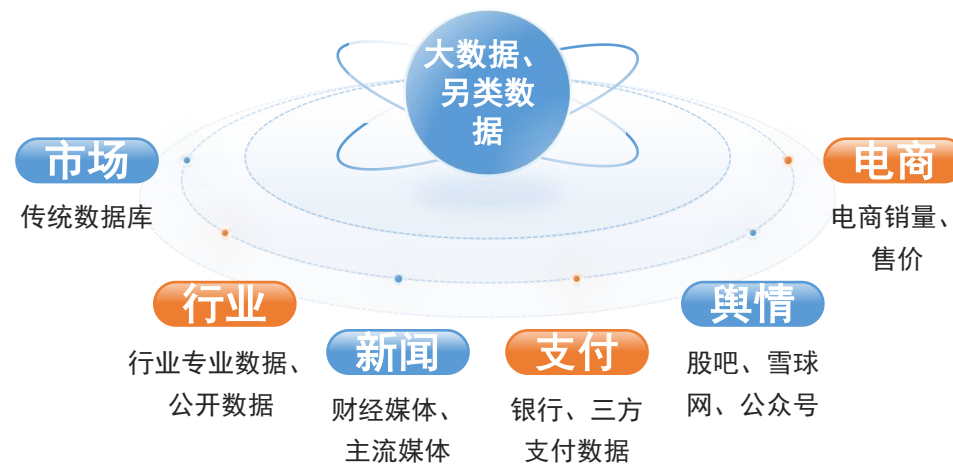 大数据、
另类数
据
市场
传统数据库
行业
行业专业数据、
公开数据
新闻
财经媒体、
主流媒体
支付
银行、三方
支付数据
舆情
股吧、雪球
网、公众号
电商
电商销量、
售价